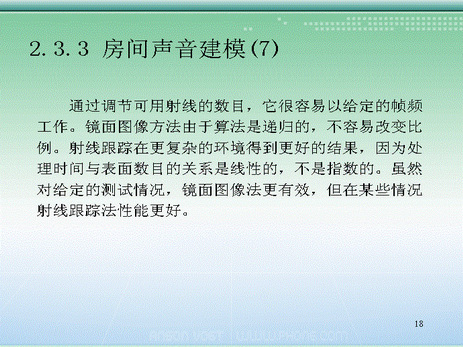 2.3.3 房间声音建模(7)
通过调节可用射线的数目，它很容易以给定的帧频
工作。镜面图像方法由于算法是递归的，不容易改变比
例。射线跟踪在更复杂的环境得到更好的结果，因为处
理时间与表面数目的关系是线性的，不是指数的。虽然
对给定的测试情况，镜面图像法更有效，但在某些情况
射线跟踪法性能更好。
18